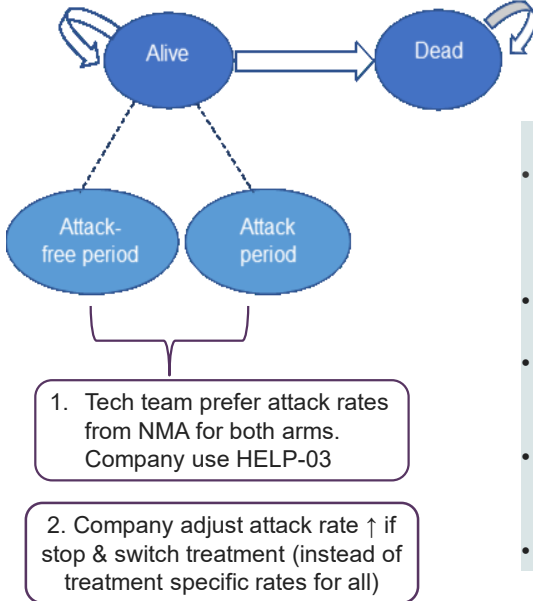 Alive
Dead
Attack-
free period
Attack
period
1. Tech team prefer attack rates
from NMA for both arms.
Company use HELP-03
2. Company adjust attack rate ↑ if
stop & switch treatment (instead of
treatment specific rates for all)